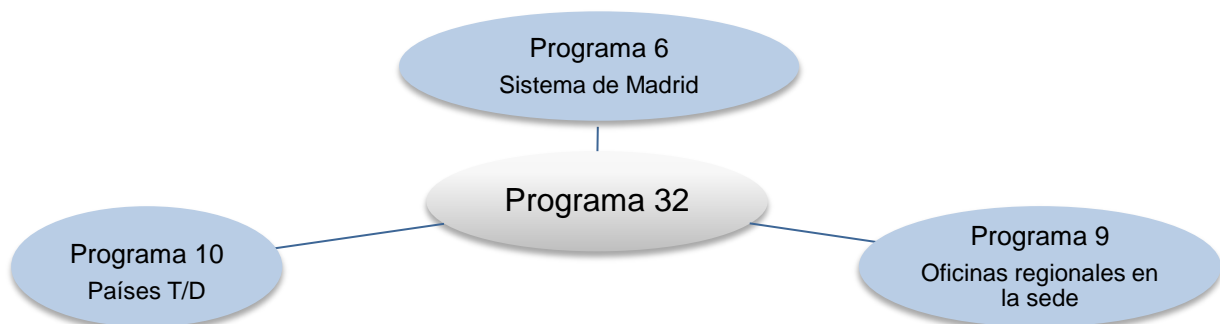 Programa 6
Sistema de Madrid
Programa 32
Programa 10
Países T/D
Programa 9
Oficinas regionales en
la sede